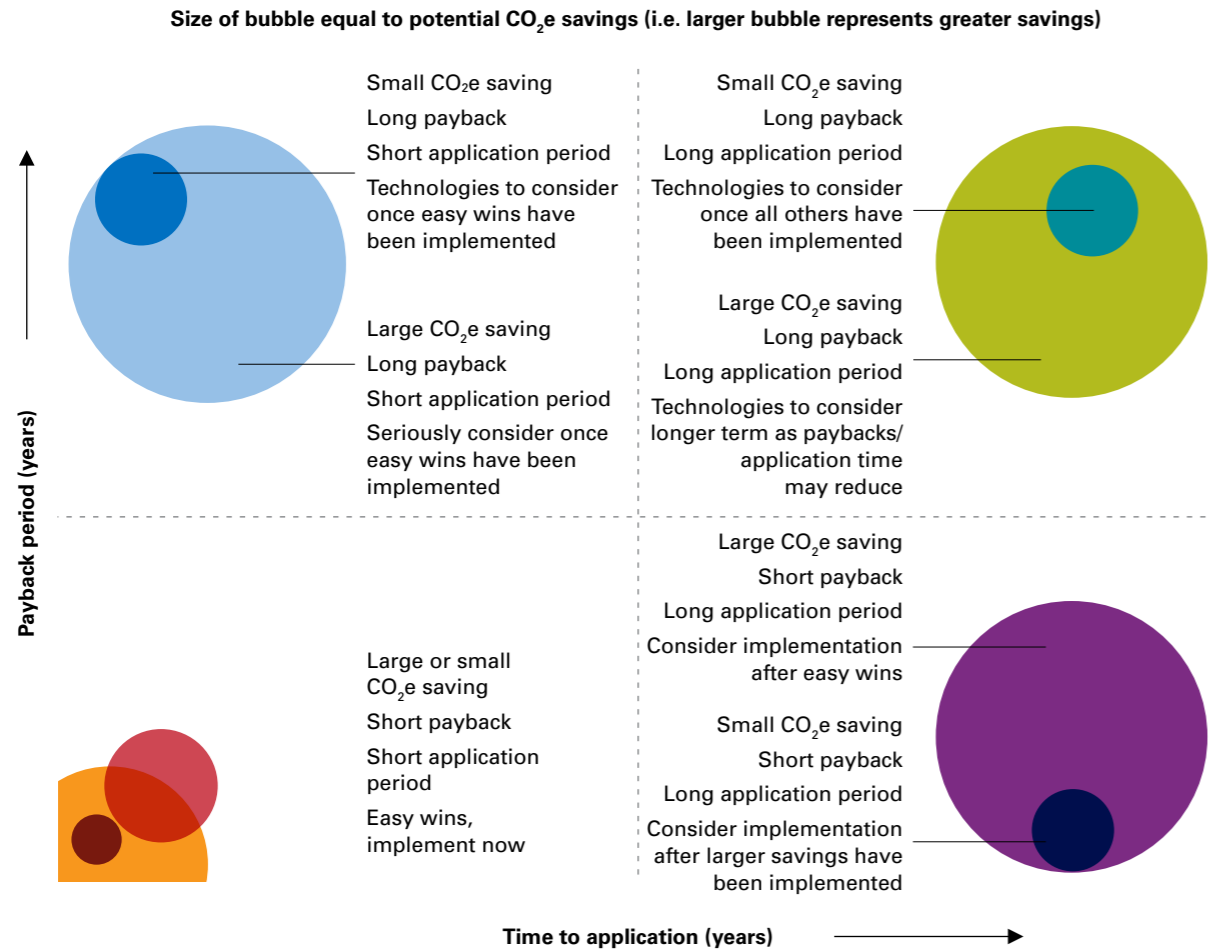 Size of bubble equal to potential CO₂e savings (i.e. larger bubble represents greater savings)
Small CO₂e saving
Long payback
Short application period
Technologies to consider
once easy wins have
been implemented
Large CO₂e saving
Long payback
Short application period
Seriously consider once
easy wins have been
implemented
Small CO₂e saving
Long payback
Long application period
Technologies to consider
once all others have
been implemented
Large CO₂e saving
Long payback
Long application period
Technologies to consider
longer term as paybacks/
application time
may reduce
Payback period (years)
Large or small
CO₂e saving
Short payback
Short application
period
Easy wins,
implement now
Large CO₂e saving
Short payback
Long application period
Consider implementation
after easy wins
Small CO₂e saving
Short payback
Long application period
Consider implementation
after larger savings have
been implemented
Time to application (years)